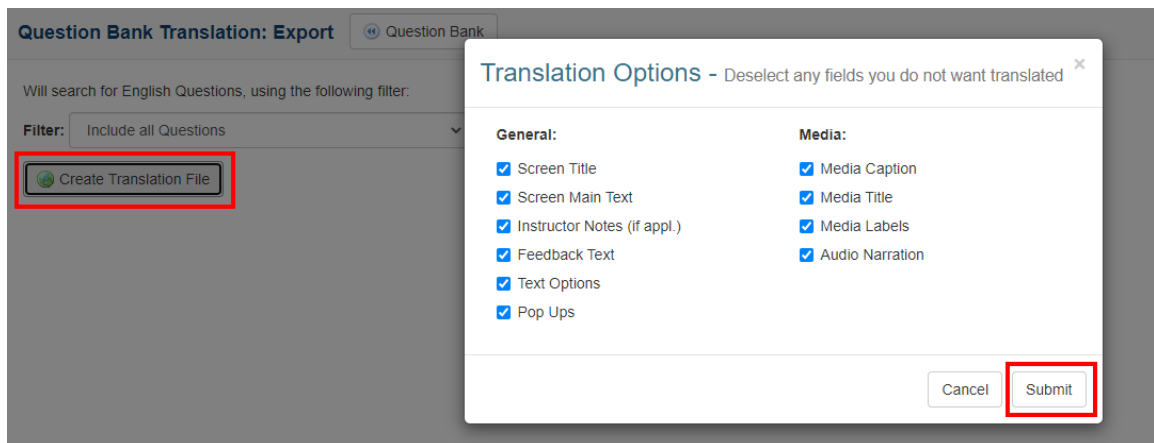 Question Bank Translation: Export
Question Bank
Will search for English Questions, using the following filter:
Filter: Include all Questions
Create Translation File
Translation Options - Deselect any fields you do not want translated ×
General:
Screen Title
Screen Main Text
Instructor Notes (if appl.)
Feedback Text
Text Options
Pop Ups
Media:
Media Caption
Media Title
Media Labels
Audio Narration
Cancel
Submit